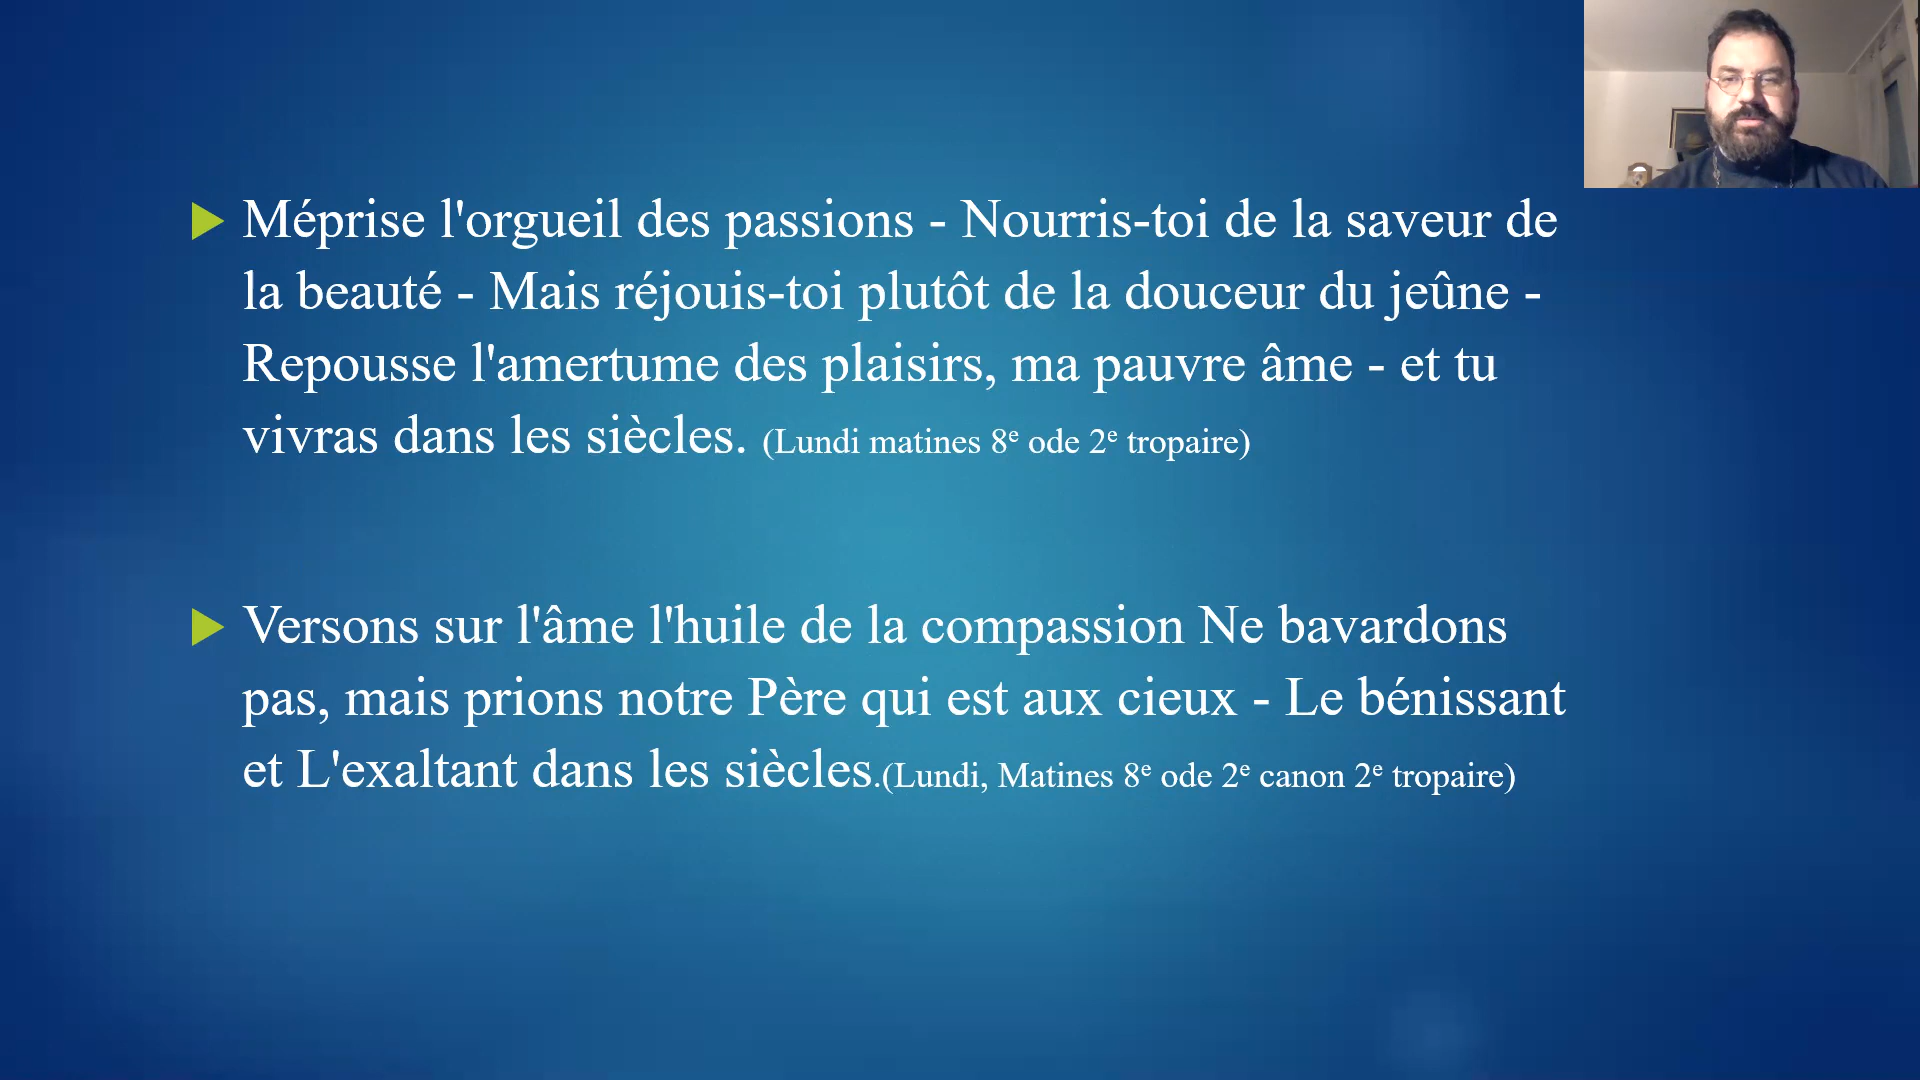 Méprise l'orgueil des passions - Nourris-toi de la saveur de
la beauté - Mais réjouis-toi plutôt de la douceur du jeûne -
Repousse l'amertume des plaisirs, ma pauvre âme - et tu
vivras dans les siècles. (Lundi matines 8e ode 2e tropaire)
Versons sur l'âme l'huile de la compassion Ne bavardons
pas, mais prions notre Père qui est aux cieux - Le bénissant
et L'exaltant dans les siècles.(Lundi, Matines 8e ode 2e canon 2e tropaire)